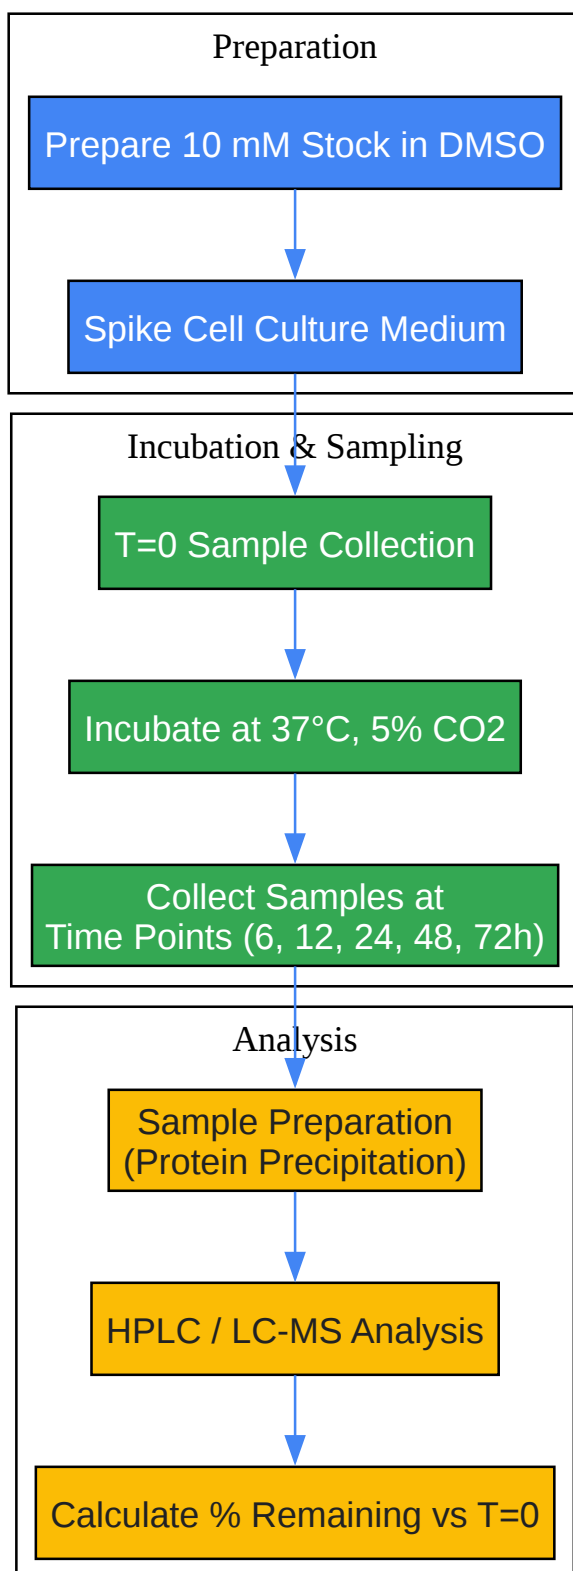 Preparation
Prepare 10 mM Stock in DMSO
Spike Cell Culture Medium
Incubation & Sampling
T=0 Sample Collection
Incubate at 37°C, 5% CO2
Collect Samples at
Time Points (6, 12, 24, 48, 72h)
Analysis
Sample Preparation
(Protein Precipitation)
HPLC / LC-MS Analysis
Calculate % Remaining vs T=0